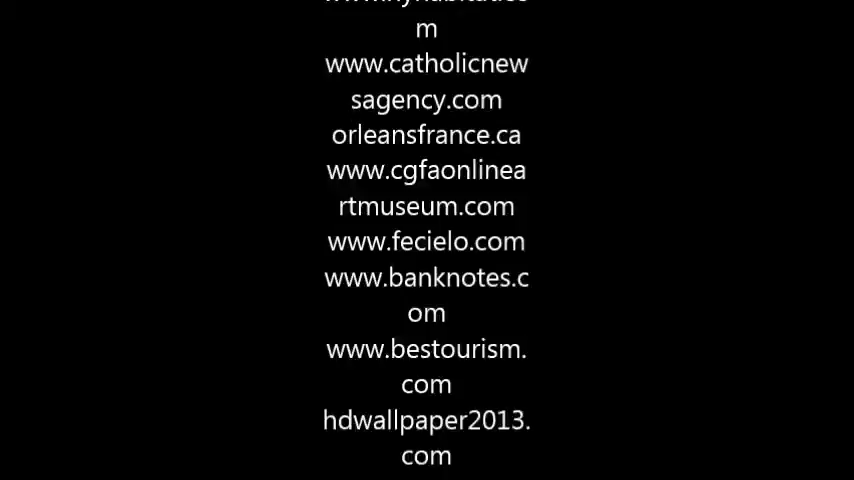 m
www.catholicnew
sagency.com
orleansfrance.ca
www.cgfaonlinea
rtmuseum.com
www.fecielo.com
www.banknotes.c
om
www.bestourism.
com
hdwallpaper2013.
com